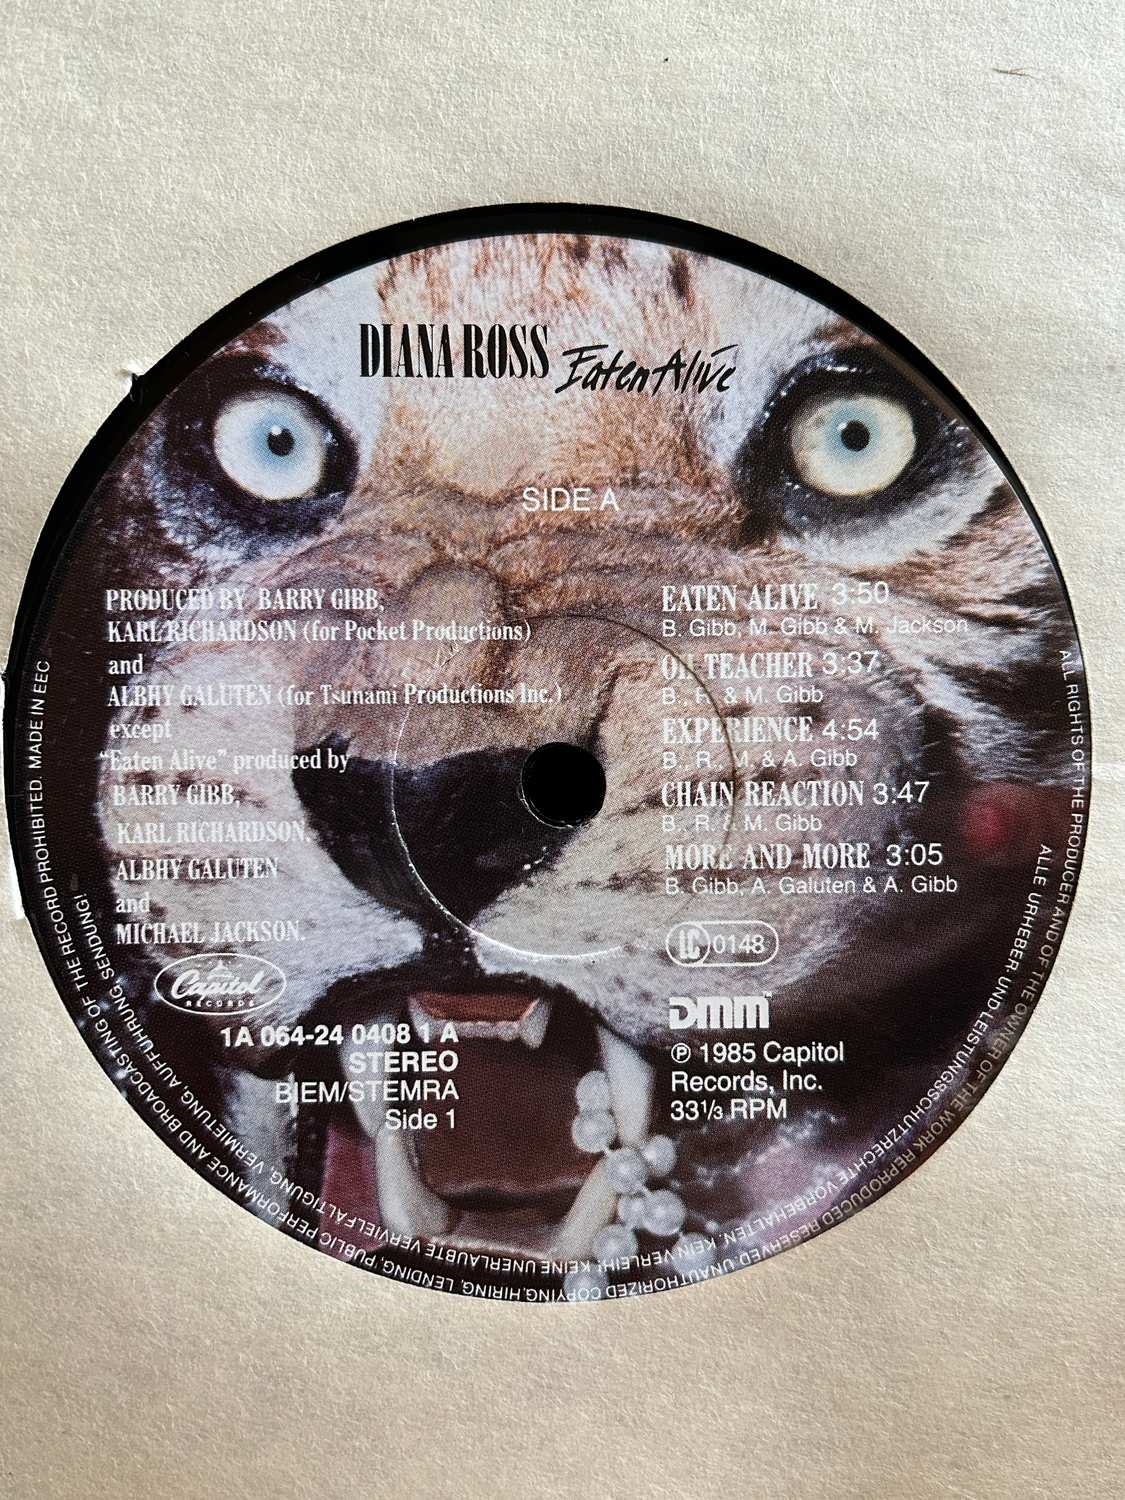 DIANA ROSS Eaten Alive
SIDE A
PRODUCED BY BARRY GIBB,
KARL RICHARDSON (for Pocket Productions)
and
ALBHY GALUTEN (for Tsunami Productions Inc.)
except
"Eaten Alive" produced by
BARRY GIBB,
KARL RICHARDSON,
ALBHY GALUTEN
and
MICHAEL JACKSON.
Capitol
RECORDS
1A 064-24 0408 1 A
STEREO
BIEM/STEMRA
Side 1
EATEN ALIVE 3:50
B. Gibb, M. Gibb & M. Jackson
OH TEACHER 3:37
B., R. & M. Gibb
EXPERIENCE 4:54
B., R., M. & A. Gibb
CHAIN REACTION 3:47
B., R. & M. Gibb
MORE AND MORE 3:05
B. Gibb, A. Galuten & A. Gibb
LC 0148
DMM™
℗ 1985 Capitol
Records, Inc.
33⅓ RPM
ALL RIGHTS OF THE PRODUCER AND OF THE OWNER OF THE WORK REPRODUCED RESERVED. UNAUTHORIZED COPYING, HIRING, LENDING, PUBLIC PERFORMANCE AND BROADCASTING OF THE RECORD PROHIBITED. MADE IN EEC
ALLE URHEBER- UND LEISTUNGSSCHUTZRECHTE VORBEHALTEN. KEIN VERLEIH! KEINE UNERLAUBTE VERVIELFÄLTIGUNG, VERMIETUNG, AUFFÜHRUNG, SENDUNG!